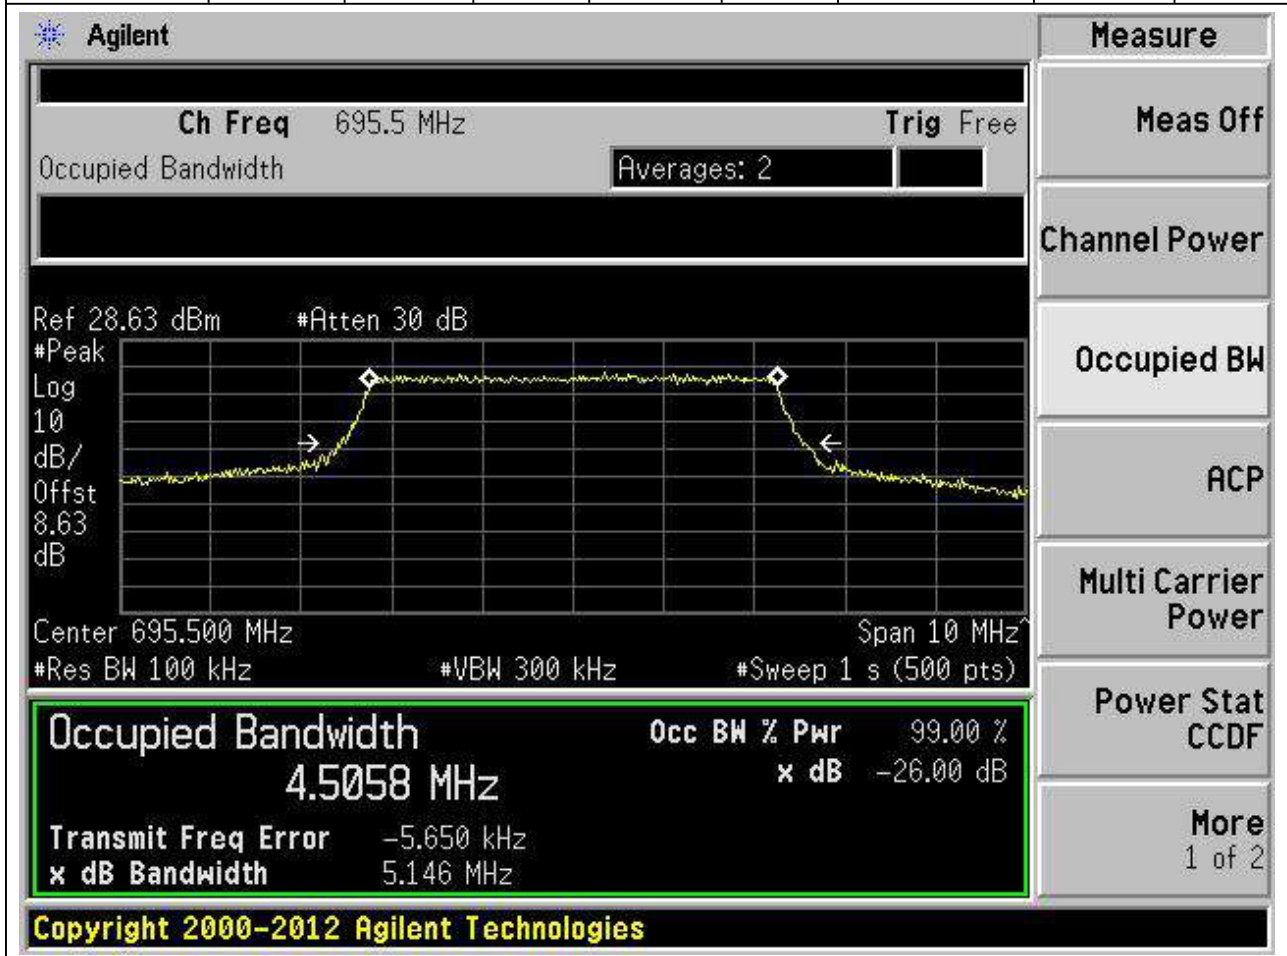 Agilent
Measure
Ch Freq 695.5 MHz Trig Free
Occupied Bandwidth Averages: 2
Meas Off
Channel Power
Occupied BW
ACP
Multi Carrier
Power
Power Stat
CCDF
More
1 of 2
Ref 28.63 dBm #Atten 30 dB
#Peak
Log
10
dB/
Offst
8.63
dB
Center 695.500 MHz Span 10 MHz^
#Res BW 100 kHz #VBW 300 kHz #Sweep 1 s (500 pts)
Occupied Bandwidth Occ BW % Pwr 99.00 %
4.5058 MHz x dB -26.00 dB
Transmit Freq Error -5.650 kHz
x dB Bandwidth 5.146 MHz
Copyright 2000-2012 Agilent Technologies